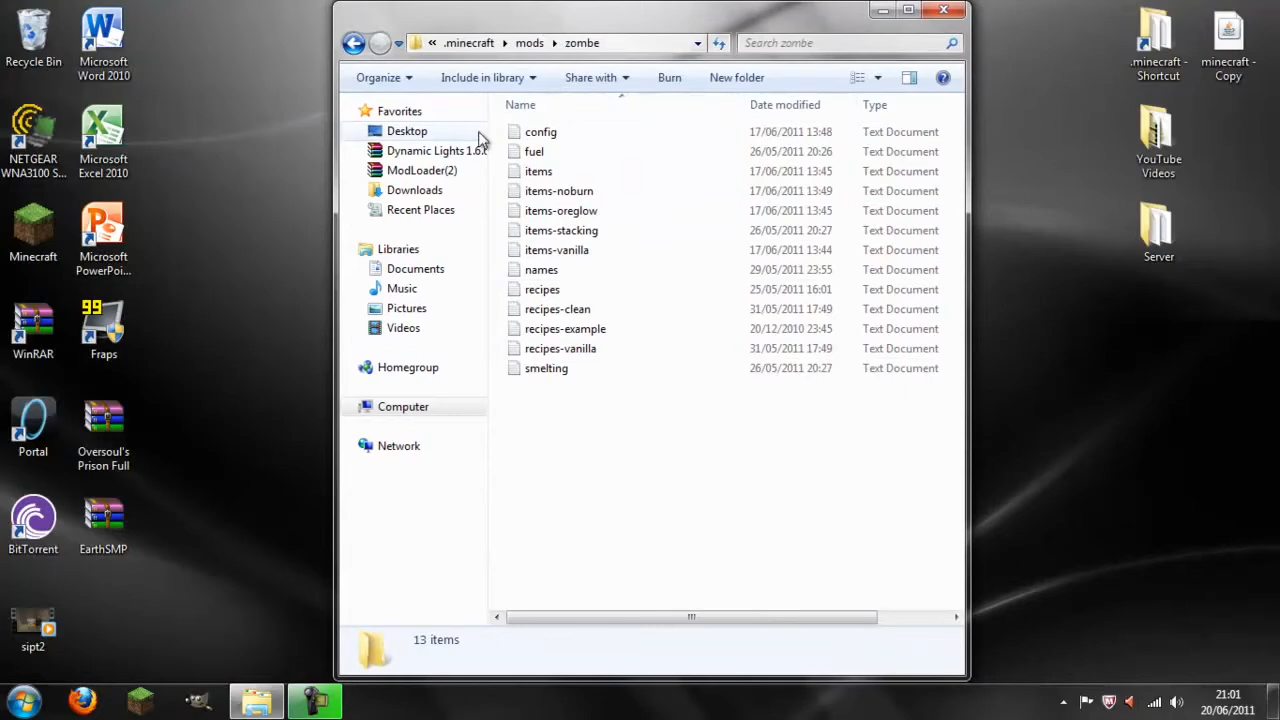 Recycle Bin
Microsoft Word 2010
NETGEAR WNA3100 S...
Microsoft Excel 2010
Minecraft
Microsoft PowerPoi...
WinRAR
99
Fraps
Portal
Oversoul's Prison Full
BitTorrent
EarthSMP
sipt2
« .minecraft mods zombe
Search zombe
Organize
Include in library
Share with
Burn
New folder
Favorites
Desktop
Dynamic Lights 1.6.6
ModLoader(2)
Downloads
Recent Places
Libraries
Documents
Music
Pictures
Videos
Homegroup
Computer
Network
Name Date modified Type
config 17/06/2011 13:48 Text Document
fuel 26/05/2011 20:26 Text Document
items 17/06/2011 13:45 Text Document
items-noburn 17/06/2011 13:49 Text Document
items-oreglow 17/06/2011 13:45 Text Document
items-stacking 26/05/2011 20:27 Text Document
items-vanilla 17/06/2011 13:44 Text Document
names 29/05/2011 23:55 Text Document
recipes 25/05/2011 16:01 Text Document
recipes-clean 31/05/2011 17:49 Text Document
recipes-example 20/12/2010 23:45 Text Document
recipes-vanilla 31/05/2011 17:49 Text Document
smelting 26/05/2011 20:27 Text Document
13 items
.minecraft - Shortcut
minecraft - Copy
YouTube Videos
Server
21:01
20/06/2011